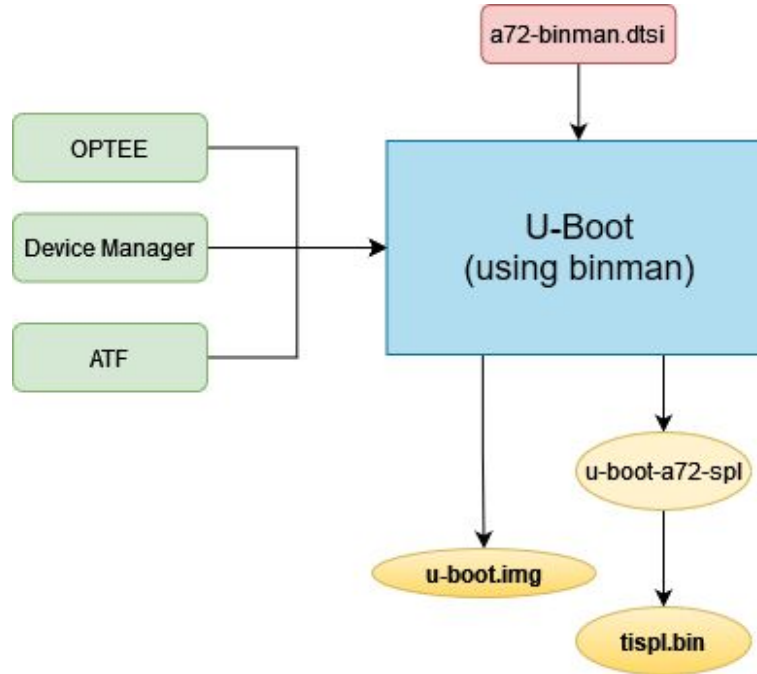 a72-binman.dtsi
OPTEE
Device Manager
ATF
U-Boot
(using binman)
u-boot-a72-spl
u-boot.img
tispl.bin